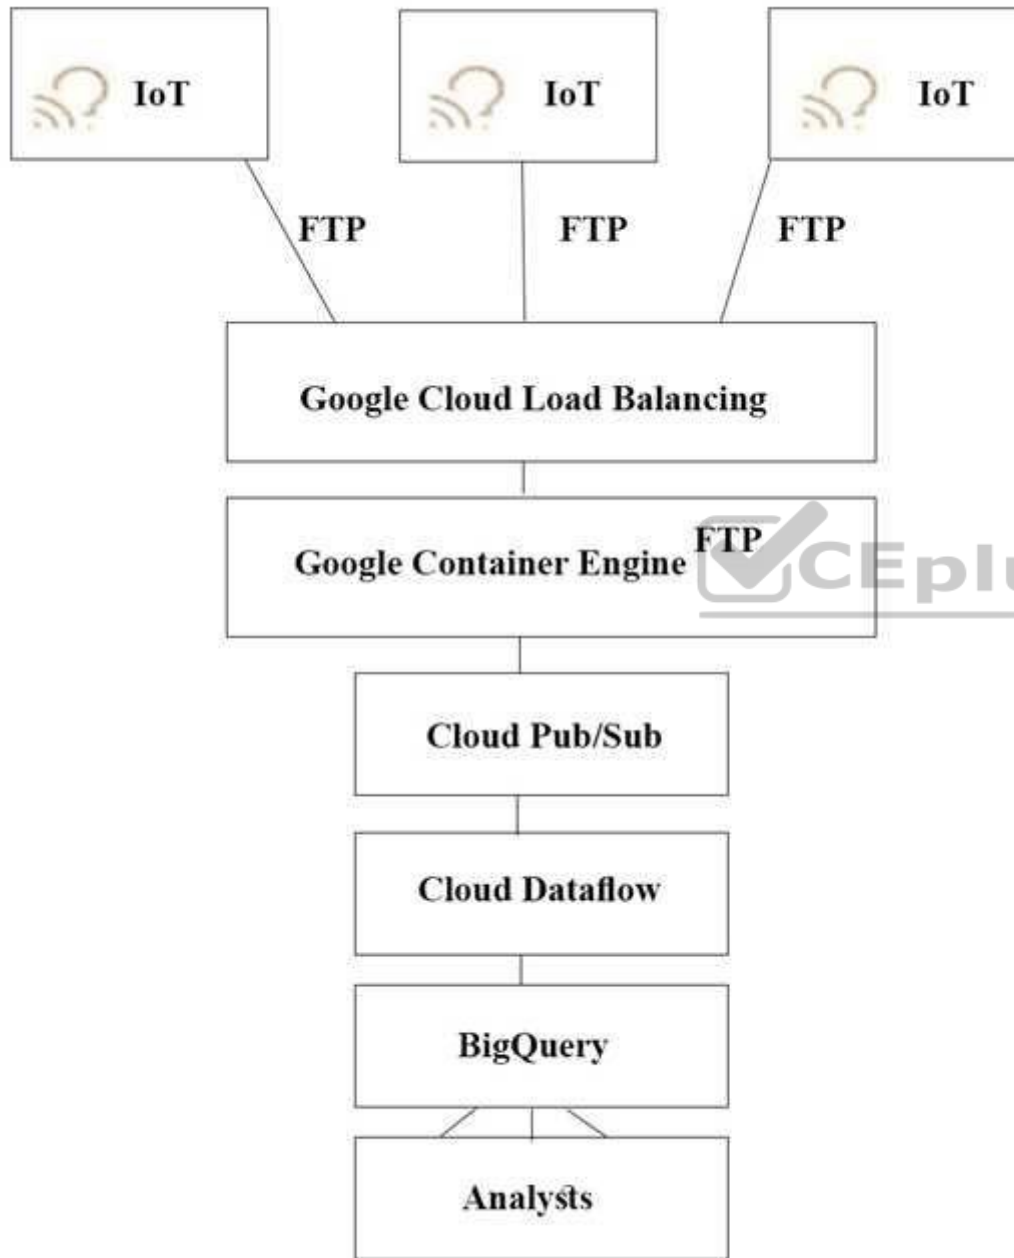 IoT
IoT
IoT
FTP
FTP
FTP
Google Cloud Load Balancing
FTP
Google Container Engine
CEplu
Cloud Pub/Sub
Cloud Dataflow
BigQuery
Analysts